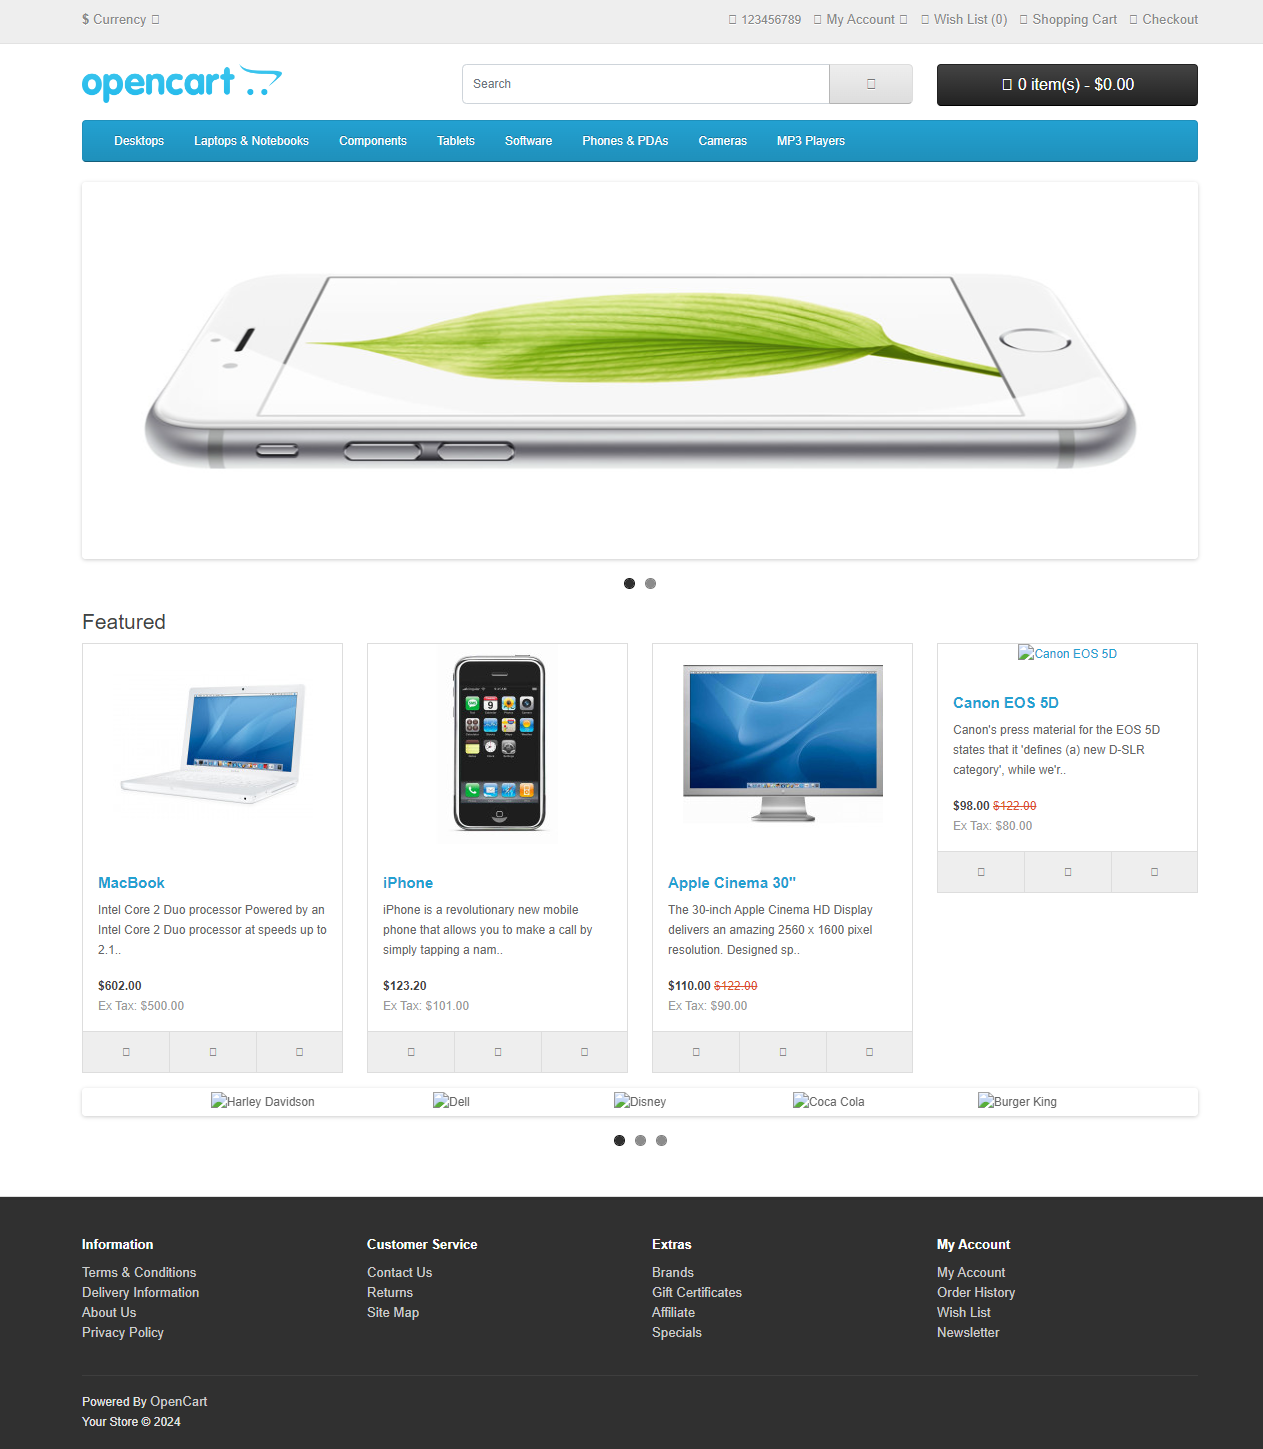 $ Currency
123456789 My Account Wish List (0) Shopping Cart Checkout
opencart
Search
0 item(s) - $0.00
Desktops Laptops & Notebooks Components Tablets Software Phones & PDAs Cameras MP3 Players
Featured
MacBook
Intel Core 2 Duo processor Powered by an
Intel Core 2 Duo processor at speeds up to
2.1..
$602.00
Ex Tax: $500.00
iPhone
iPhone is a revolutionary new mobile
phone that allows you to make a call by
simply tapping a nam..
$123.20
Ex Tax: $101.00
Apple Cinema 30"
The 30-inch Apple Cinema HD Display
delivers an amazing 2560 x 1600 pixel
resolution. Designed sp..
$110.00 $122.00
Ex Tax: $90.00
Canon EOS 5D
Canon EOS 5D
Canon's press material for the EOS 5D
states that it 'defines (a) new D-SLR
category', while we'r..
$98.00 $122.00
Ex Tax: $80.00
Harley Davidson Dell Disney Coca Cola Burger King
Information
Terms & Conditions
Delivery Information
About Us
Privacy Policy
Customer Service
Contact Us
Returns
Site Map
Extras
Brands
Gift Certificates
Affiliate
Specials
My Account
My Account
Order History
Wish List
Newsletter
Powered By OpenCart
Your Store © 2024